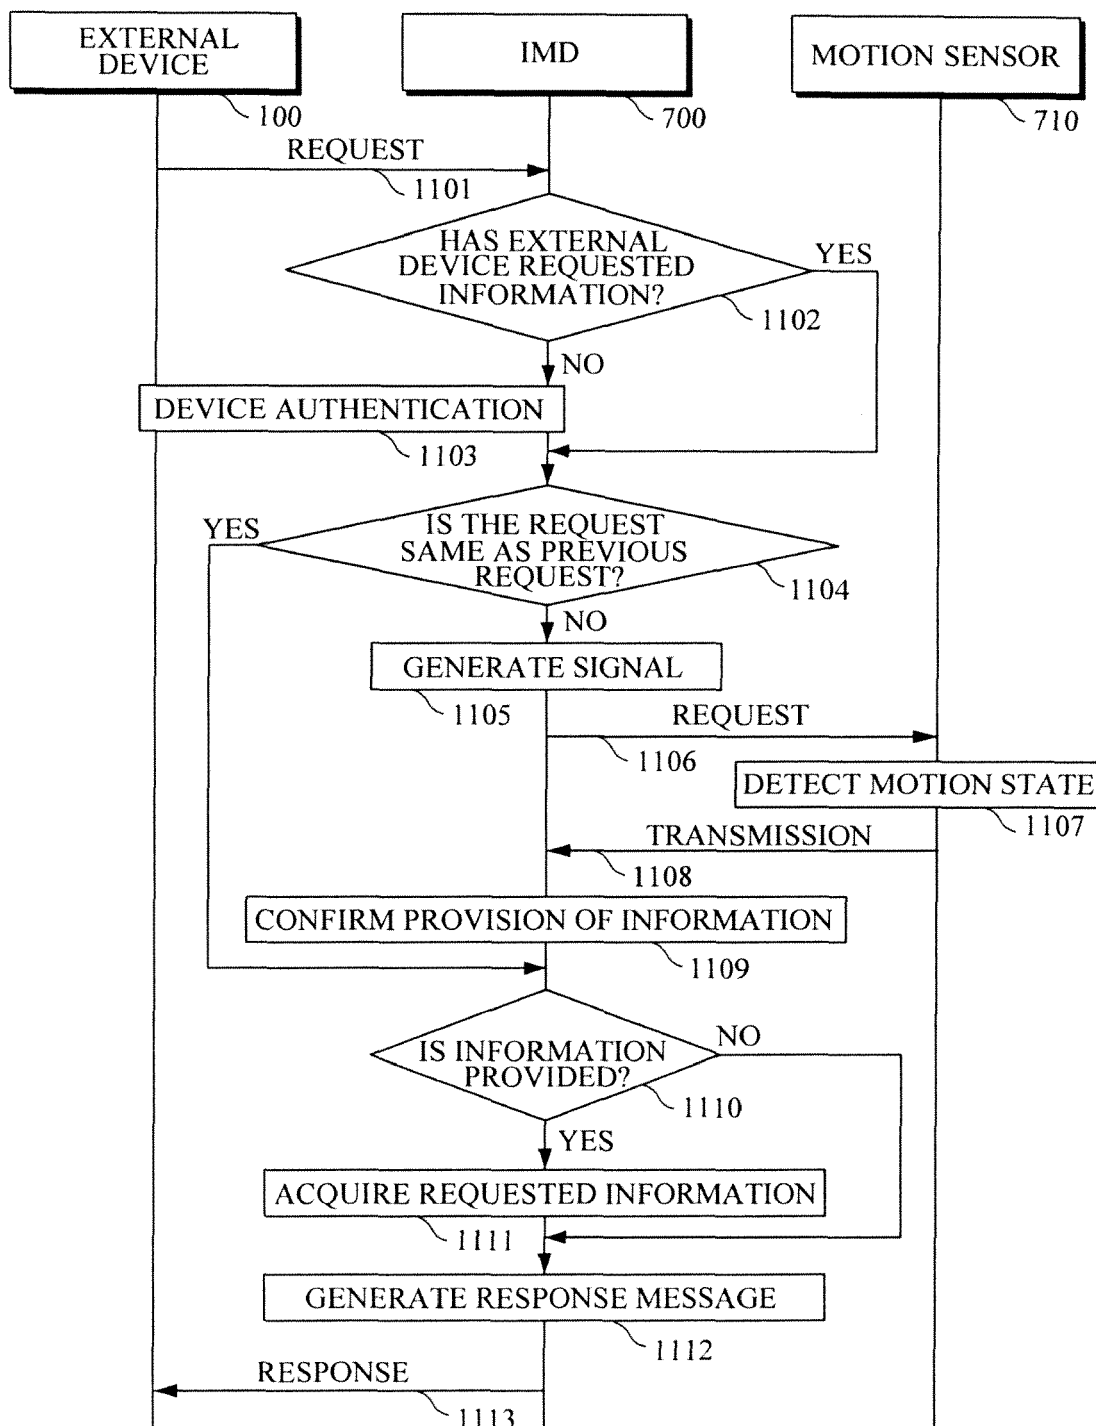 EXTERNAL
DEVICE
IMD
MOTION SENSOR
100
700
710
REQUEST
1101
HAS EXTERNAL
DEVICE REQUESTED
INFORMATION?
YES
1102
NO
DEVICE AUTHENTICATION
1103
YES
IS THE REQUEST
SAME AS PREVIOUS
REQUEST?
1104
NO
GENERATE SIGNAL
1105
REQUEST
1106
DETECT MOTION STATE
1107
TRANSMISSION
1108
CONFIRM PROVISION OF INFORMATION
1109
NO
IS INFORMATION
PROVIDED?
1110
YES
ACQUIRE REQUESTED INFORMATION
1111
GENERATE RESPONSE MESSAGE
1112
RESPONSE
1113